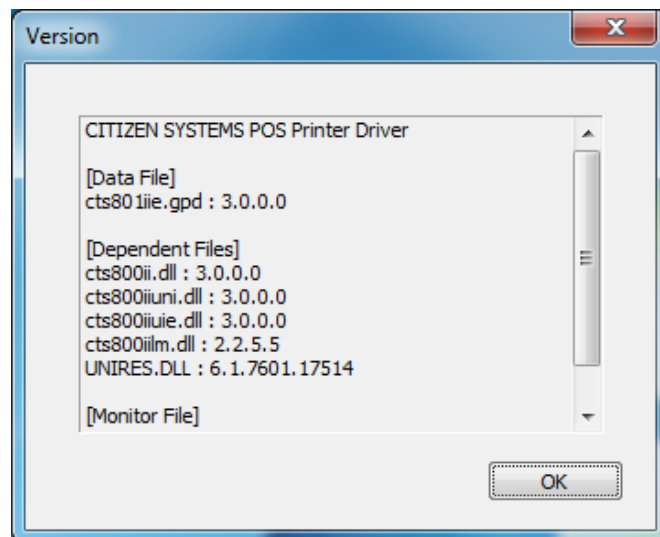 Version
CITIZEN SYSTEMS POS Printer Driver
[Data File]
cts801iie.gpd : 3.0.0.0
[Dependent Files]
cts800ii.dll : 3.0.0.0
cts800iiuni.dll : 3.0.0.0
cts800iiuie.dll : 3.0.0.0
cts800iilm.dll : 2.2.5.5
UNIRES.DLL : 6.1.7601.17514
[Monitor File]
OK